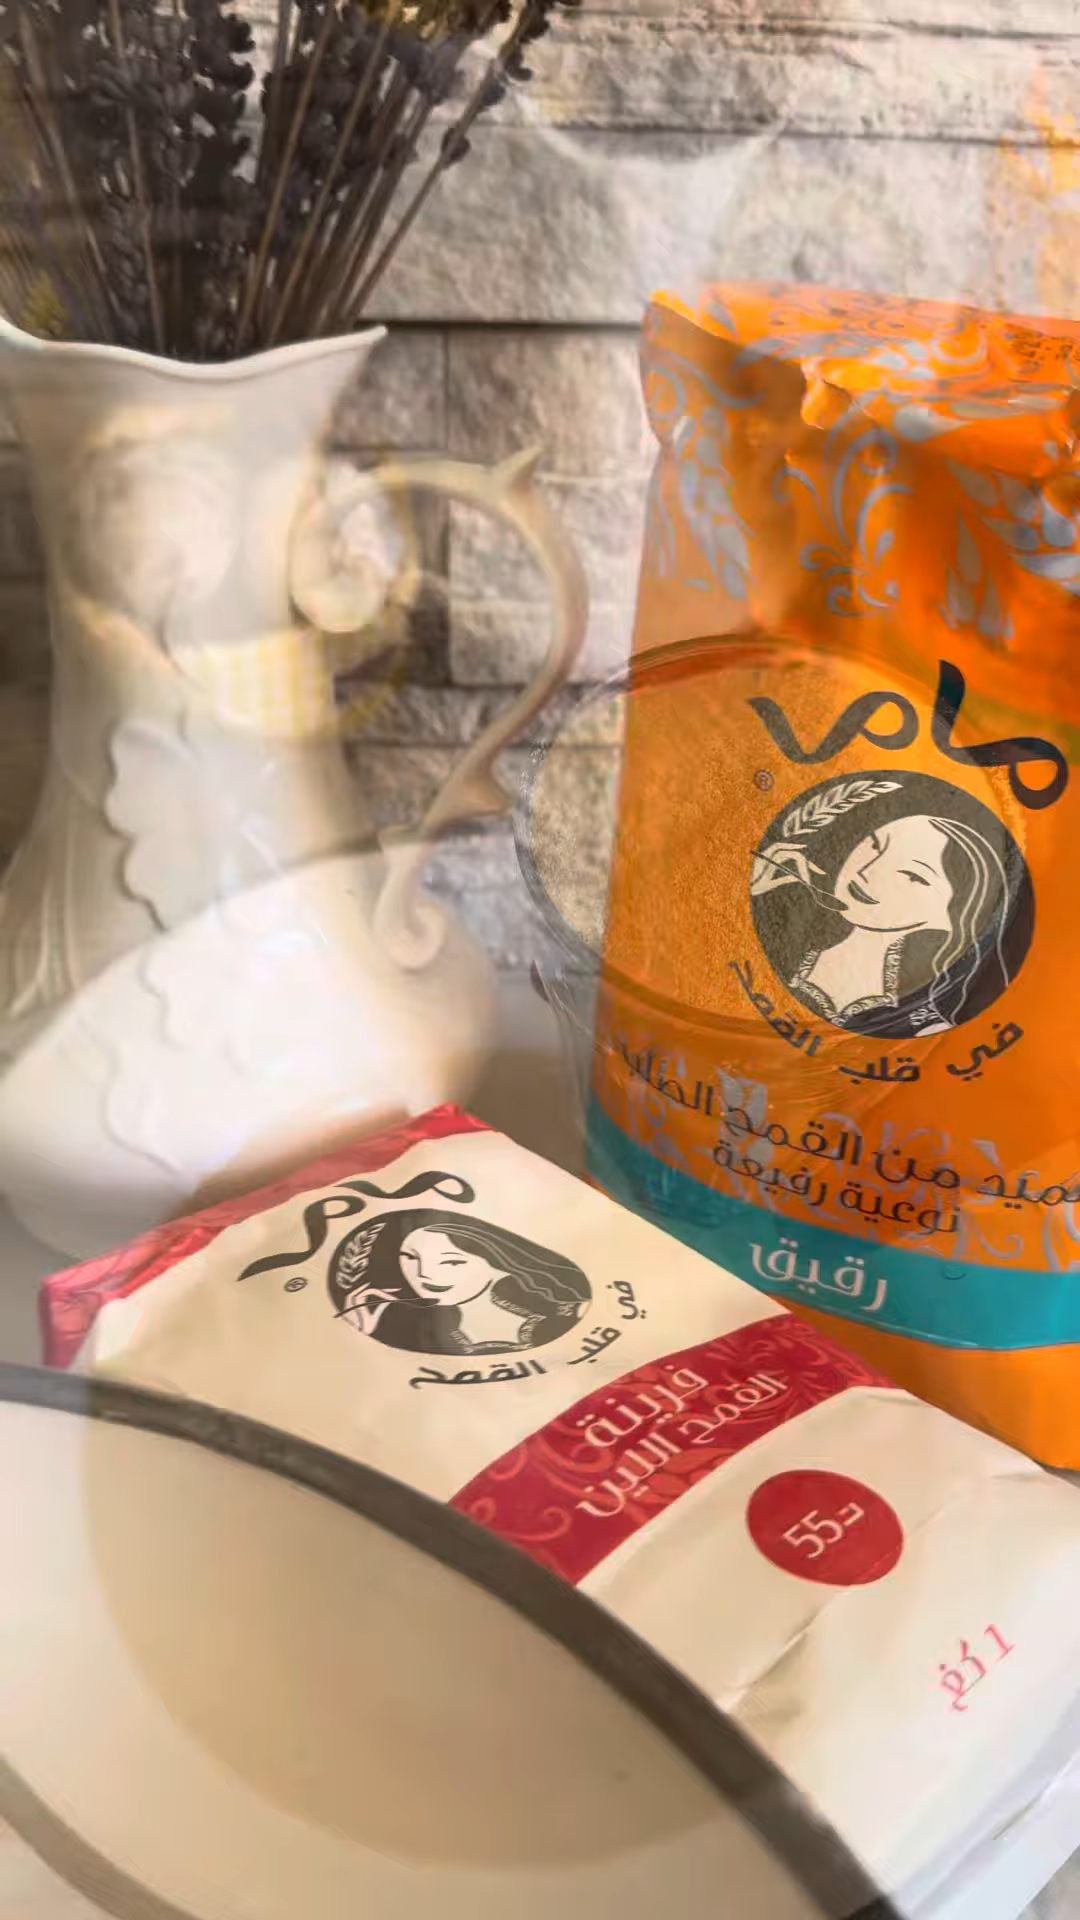 مامي
®
في قلب القمح
سميد من القمح الصلب
نوعية رفيعة
رقيق
مامي
®
في قلب القمح
فرينة
القمح اللين
د55
1 كغ